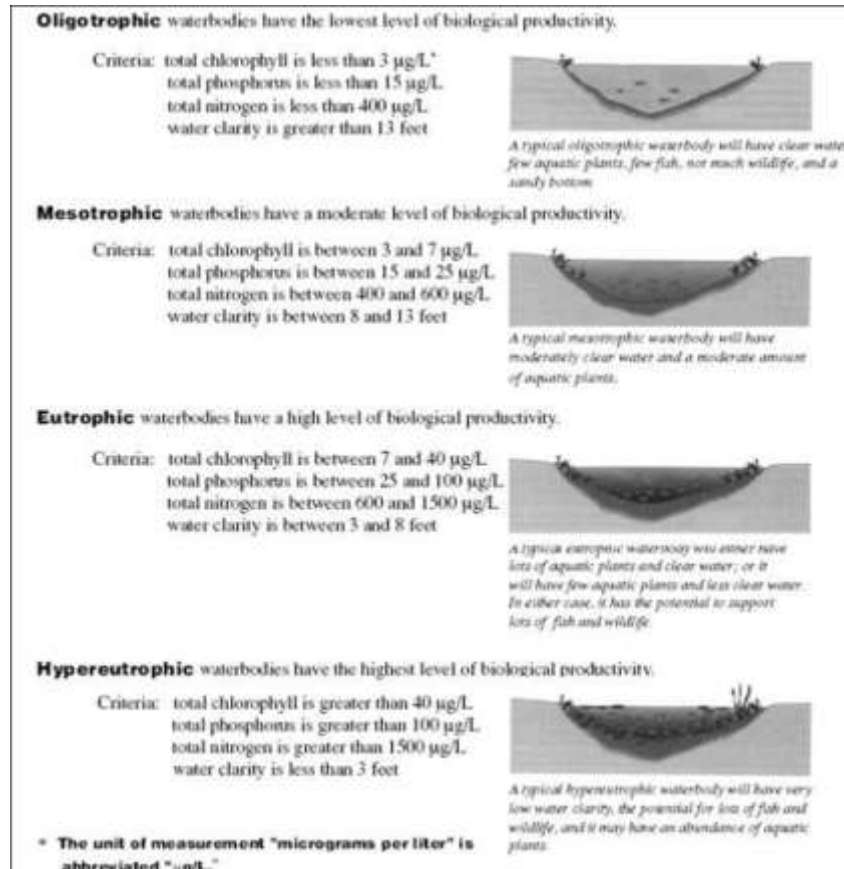 Oligotrophic waterbodies have the lowest level of biological productivity.
Criteria: total chlorophyll is less than 3 µg/L*
total phosphorus is less than 15 µg/L
total nitrogen is less than 400 µg/L
water clarity is greater than 13 feet
A typical oligotrophic waterbody will have clear wate
few aquatic plants, few fish, not much wildlife, and a
sandy bottom
Mesotrophic waterbodies have a moderate level of biological productivity.
Criteria: total chlorophyll is between 3 and 7 µg/L
total phosphorus is between 15 and 25 µg/L
total nitrogen is between 400 and 600 µg/L
water clarity is between 8 and 13 feet
A typical mesotrophic waterbody will have
moderately clear water and a moderate amount
of aquatic plants.
Eutrophic waterbodies have a high level of biological productivity.
Criteria: total chlorophyll is between 7 and 40 µg/L
total phosphorus is between 25 and 100 µg/L
total nitrogen is between 600 and 1500 µg/L
water clarity is between 3 and 8 feet
A typical eutrophic waterbody will either have
lots of aquatic plants and clear water; or it
will have few aquatic plants and less clear water.
In either case, it has the potential to support
lots of fish and wildlife.
Hypereutrophic waterbodies have the highest level of biological productivity.
Criteria: total chlorophyll is greater than 40 µg/L
total phosphorus is greater than 100 µg/L
total nitrogen is greater than 1500 µg/L
water clarity is less than 3 feet
A typical hypereutrophic waterbody will have very
low water clarity, the potential for lots of fish and
wildlife, and it may have an abundance of aquatic
plants.
* The unit of measurement "micrograms per liter" is
abbreviated "µg/L"